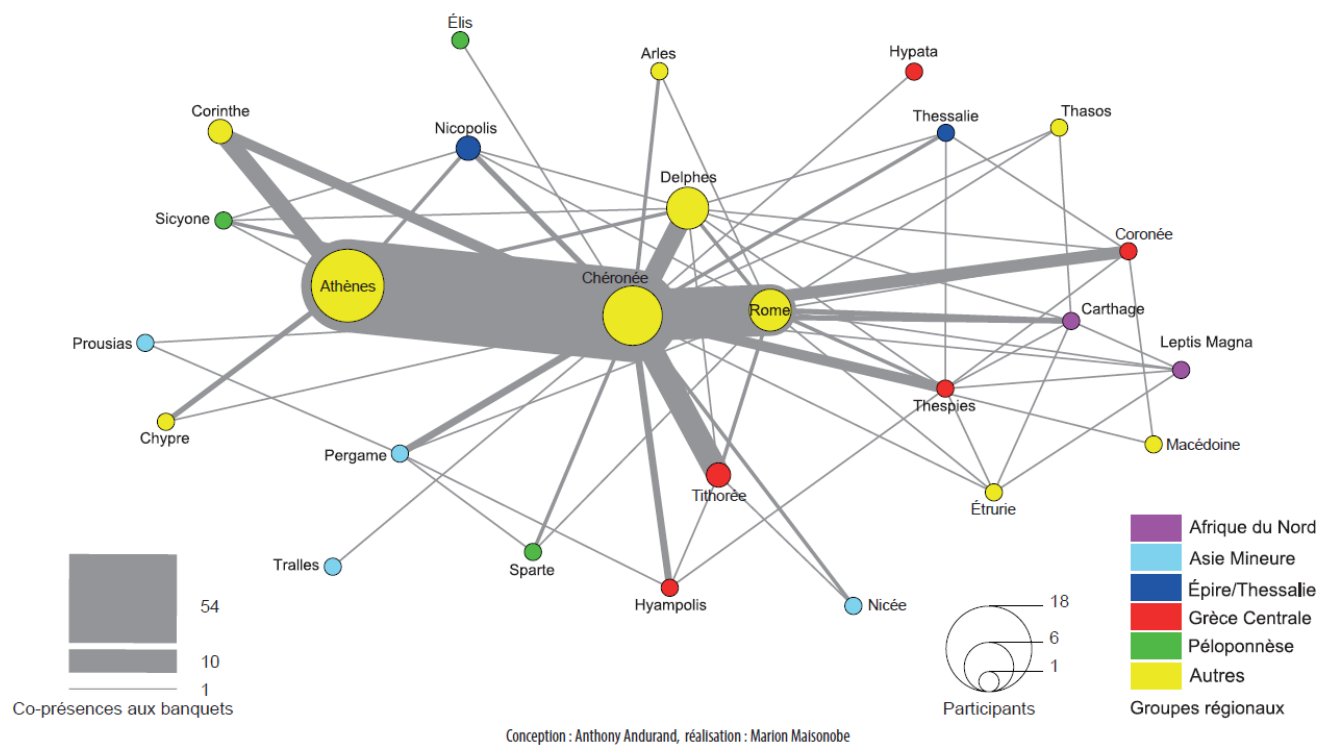 Élis
Arles
Hypata
Corinthe
Nicopolis
Thessalie
Thasos
Delphes
Sicyone
Coronée
Chéronée
Athènes
Rome
Carthage
Prousias
Leptis Magna
Thespies
Chypre
Pergame
Macédoine
Tithorée
Étrurie
Tralles
Sparte
Hyampolis
Nicée
54
10
1
Co-présences aux banquets
18
6
1
Participants
Afrique du Nord
Asie Mineure
Épire/Thessalie
Grèce Centrale
Péloponnèse
Autres
Groupes régionaux
Conception : Anthony Andurand, réalisation : Marion Maisonobe